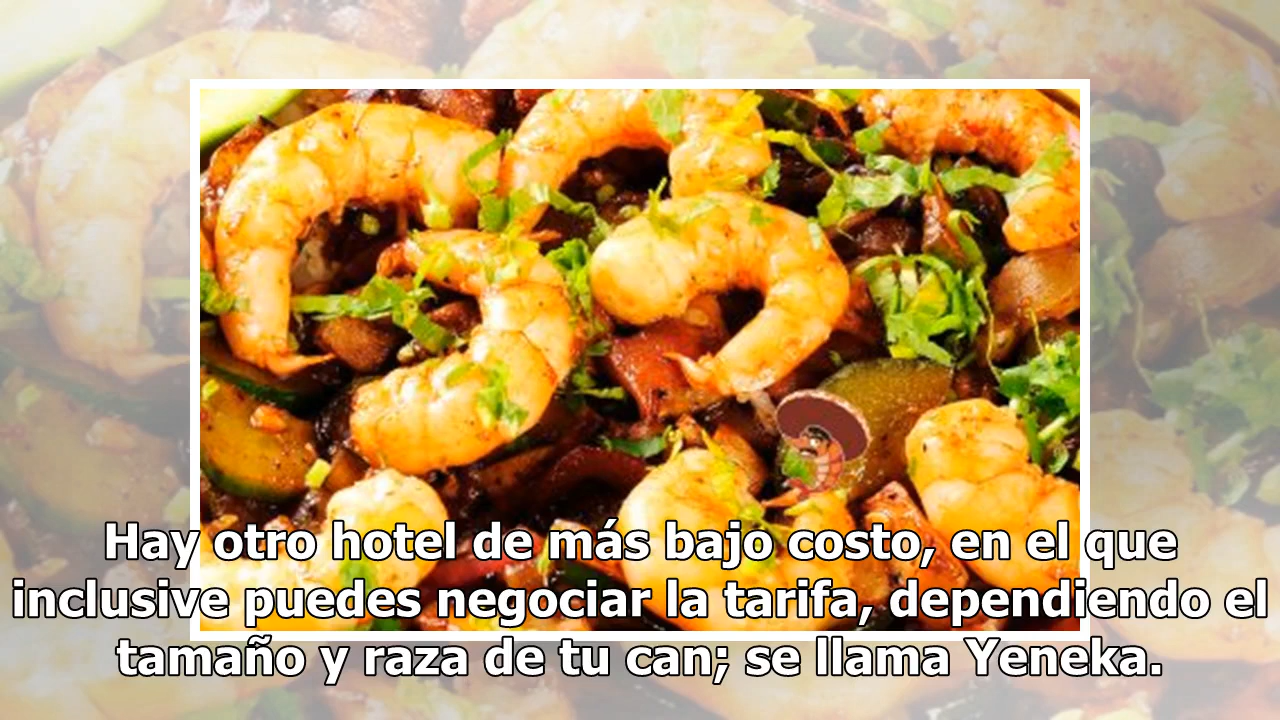 Hay otro hotel de más bajo costo, en el que
inclusive puedes negociar la tarifa, dependiendo el
tamaño y raza de tu can; se llama Yeneka.